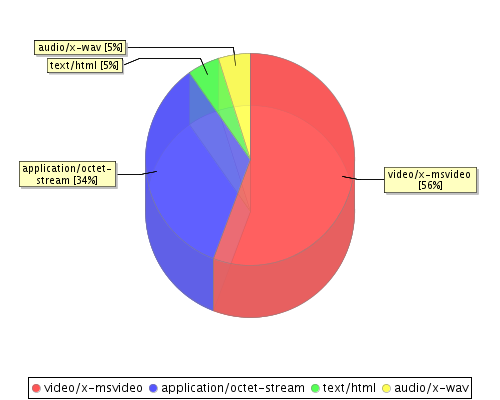 audio/x-wav [5%]
text/html [5%]
application/octet-
stream [34%]
video/x-msvideo
[56%]
video/x-msvideo application/octet-stream text/html audio/x-wav